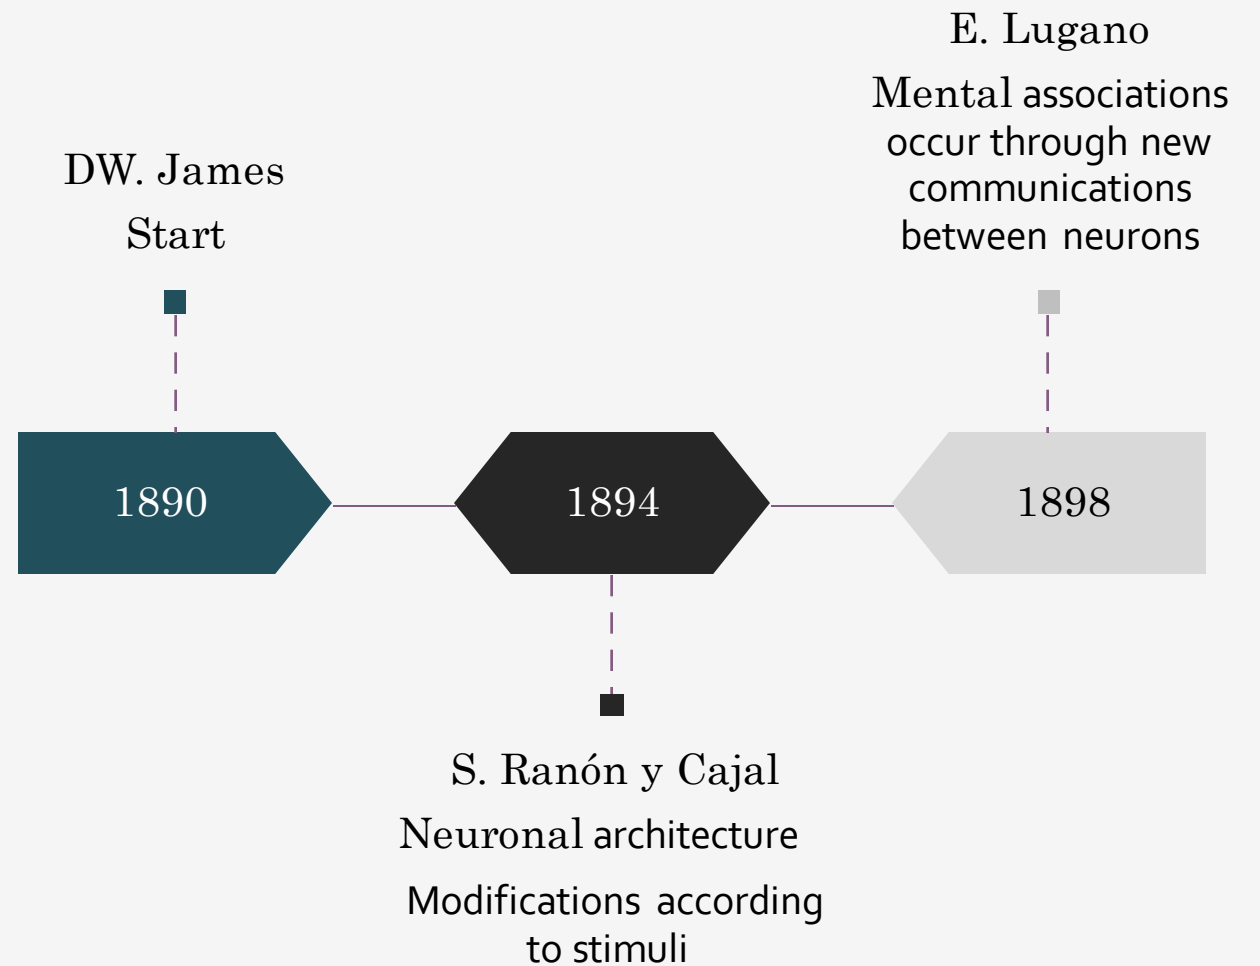 DW. James
Start
1890
1894
S. Ranón y Cajal
Neuronal architecture
Modifications according
to stimuli
E. Lugano
Mental associations
occur through new
communications
between neurons
1898